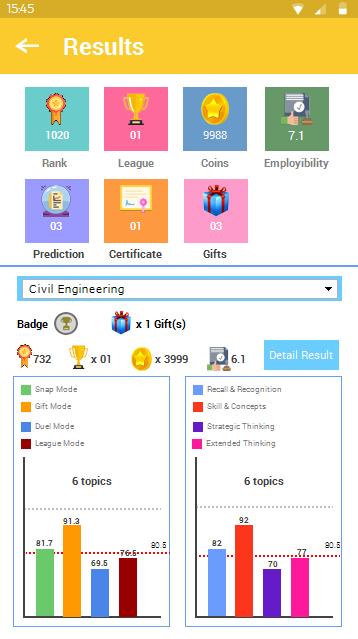 15:45
Results
1020 01 9988 7.1
Rank League Coins Employibility
03 01 03
Prediction Certificate Gifts
Civil Engineering
Badge x 1 Gift(s)
732 x 01 x 3999 6.1 Detail Result
Snap Mode
Gift Mode
Duel Mode
League Mode
6 topics
91.3
81.7
80.5
76.5
69.5
Recall & Recognition
Skill & Concepts
Strategic Thinking
Extended Thinking
6 topics
92
82
80.5
77
70